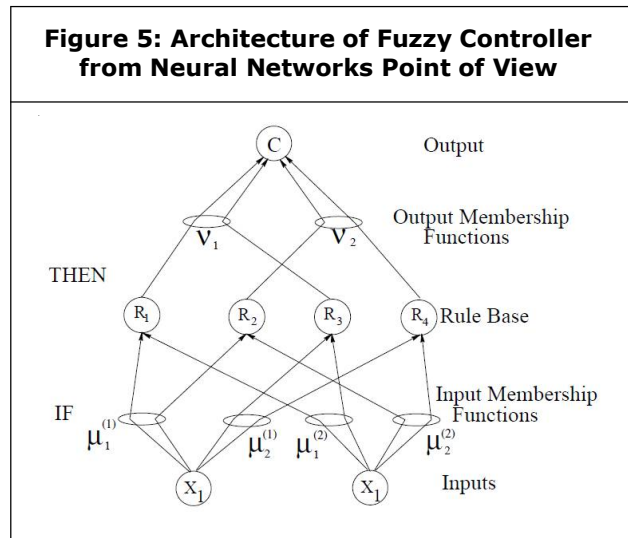 Figure 5: Architecture of Fuzzy Controller
from Neural Networks Point of View
C
Output
ν₁
ν₂
Output Membership
Functions
THEN
R₁
R₂
R₃
R₄
Rule Base
IF
Input Membership
Functions
μ₁⁽¹⁾
μ₂⁽¹⁾
μ₁⁽²⁾
μ₂⁽²⁾
X₁
X₁
Inputs